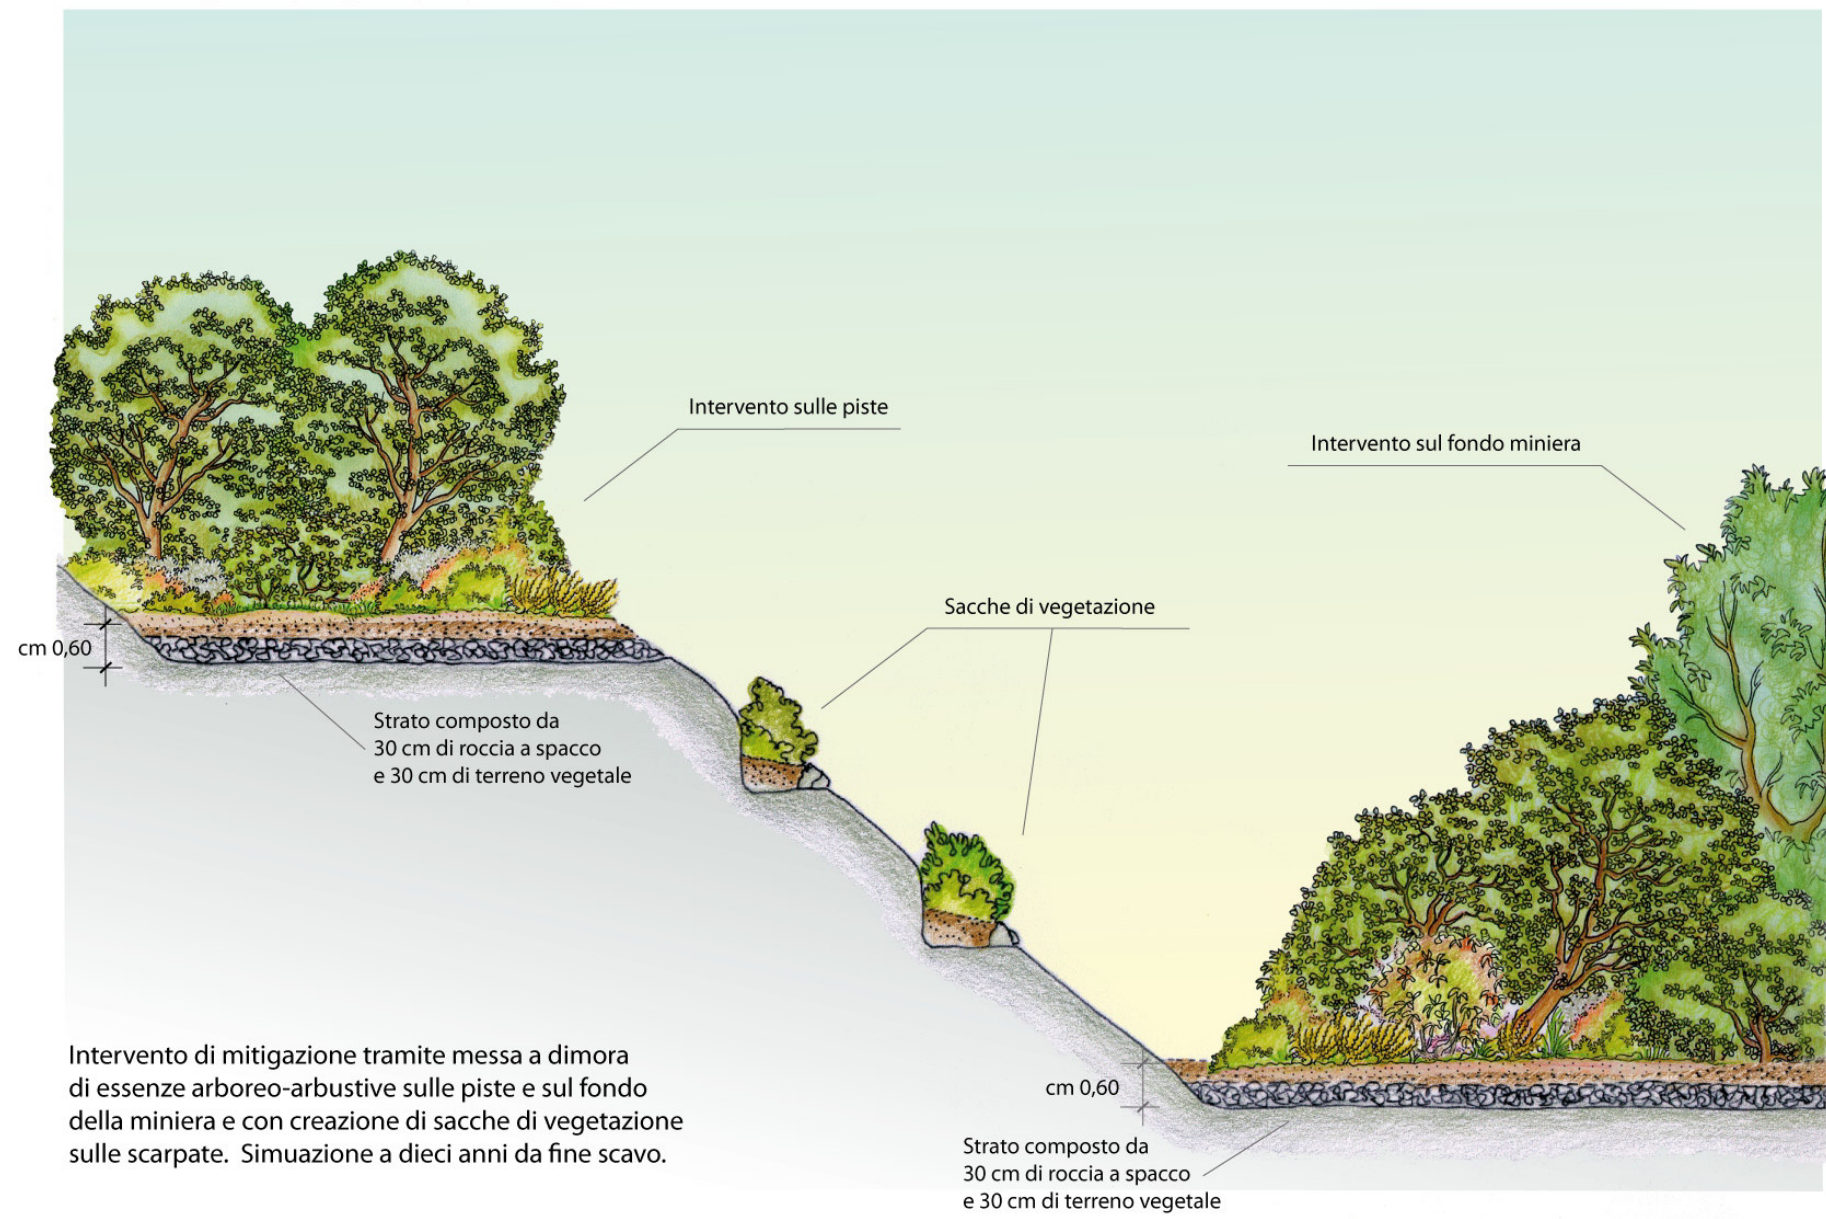 Intervento sulle piste
Intervento sul fondo miniera
Sacche di vegetazione
cm 0,60
Strato composto da
30 cm di roccia a spacco
e 30 cm di terreno vegetale
Intervento di mitigazione tramite messa a dimora
di essenze arboreo-arbustive sulle piste e sul fondo
della miniera e con creazione di sacche di vegetazione
sulle scarpate.  Simuazione a dieci anni da fine scavo.
cm 0,60
Strato composto da
30 cm di roccia a spacco
e 30 cm di terreno vegetale